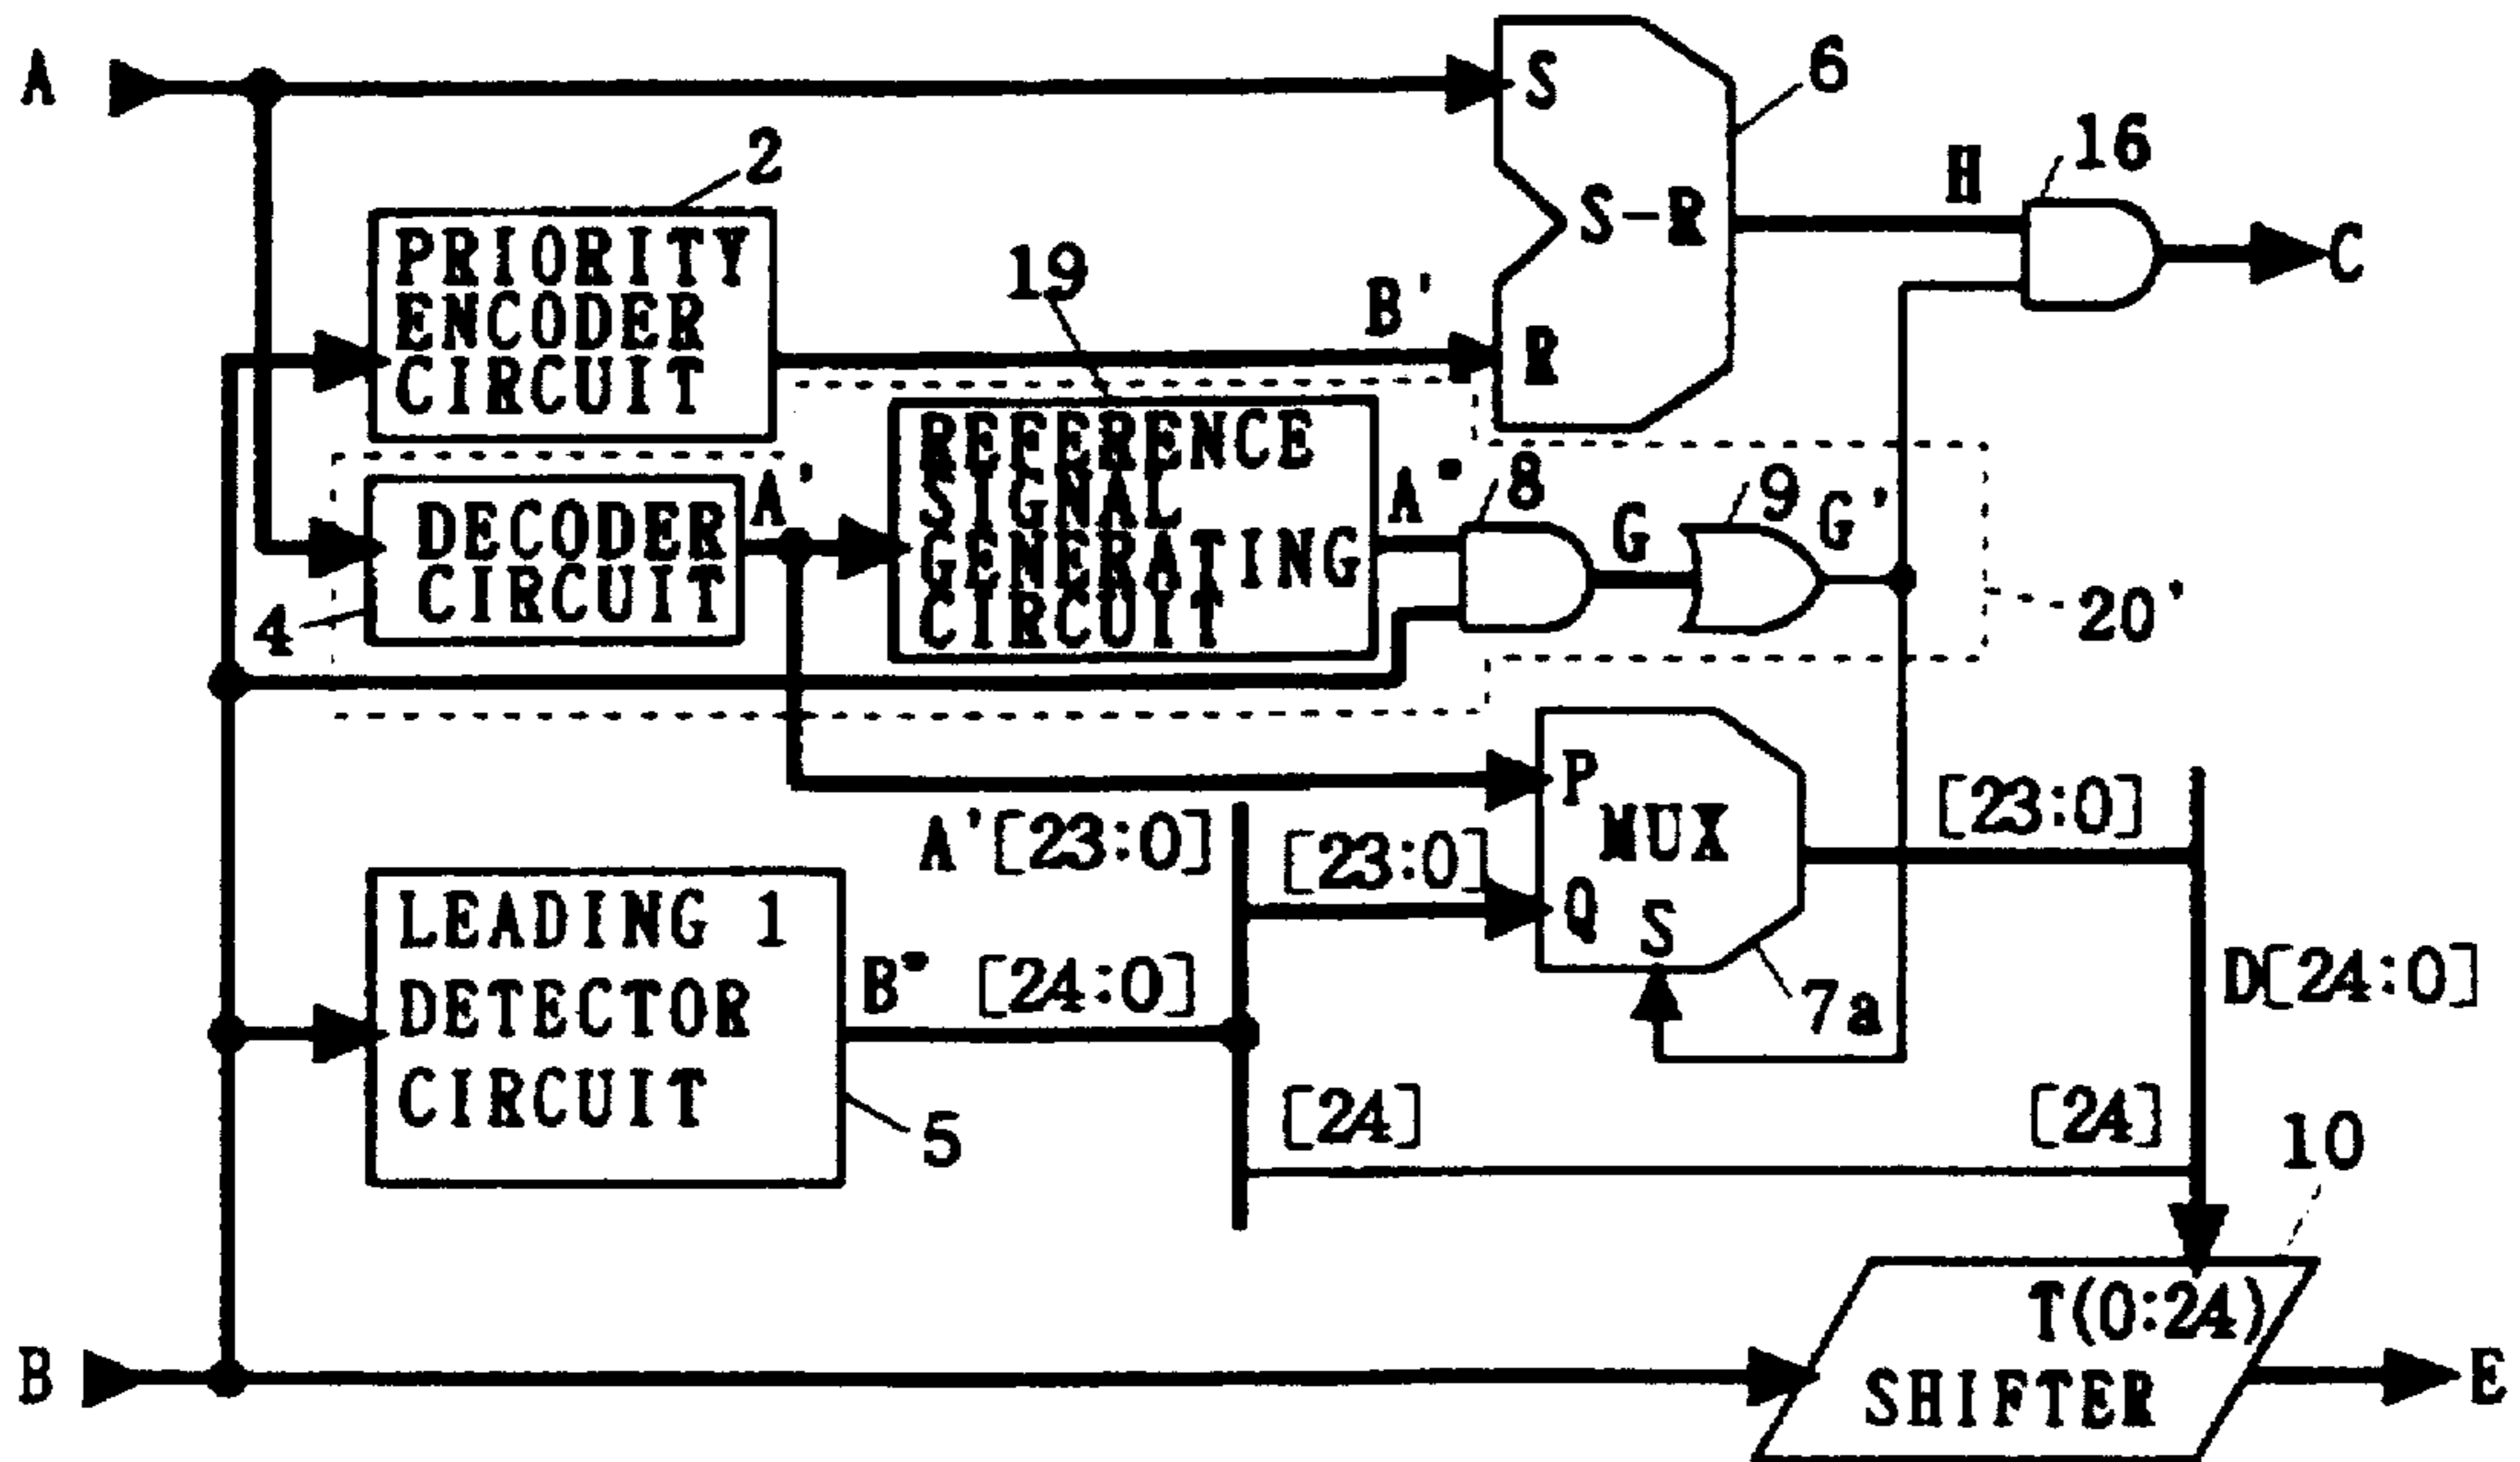 A
S
6
2
S-R
H
16
C
PRIORITY
ENCODER
CIRCUIT
19
B'
R
REFERENCE
SIGNAL
GENERATING
CIRCUIT
A'
A"
8
G
9
G'
DECODER
CIRCUIT
4
20'
P
MUX
Q
S
7a
A'[23:0]
[23:0]
[23:0]
LEADING 1
DETECTOR
CIRCUIT
5
B" [24:0]
D[24:0]
[24]
[24]
10
T(0:24)
SHIFTER
B
E